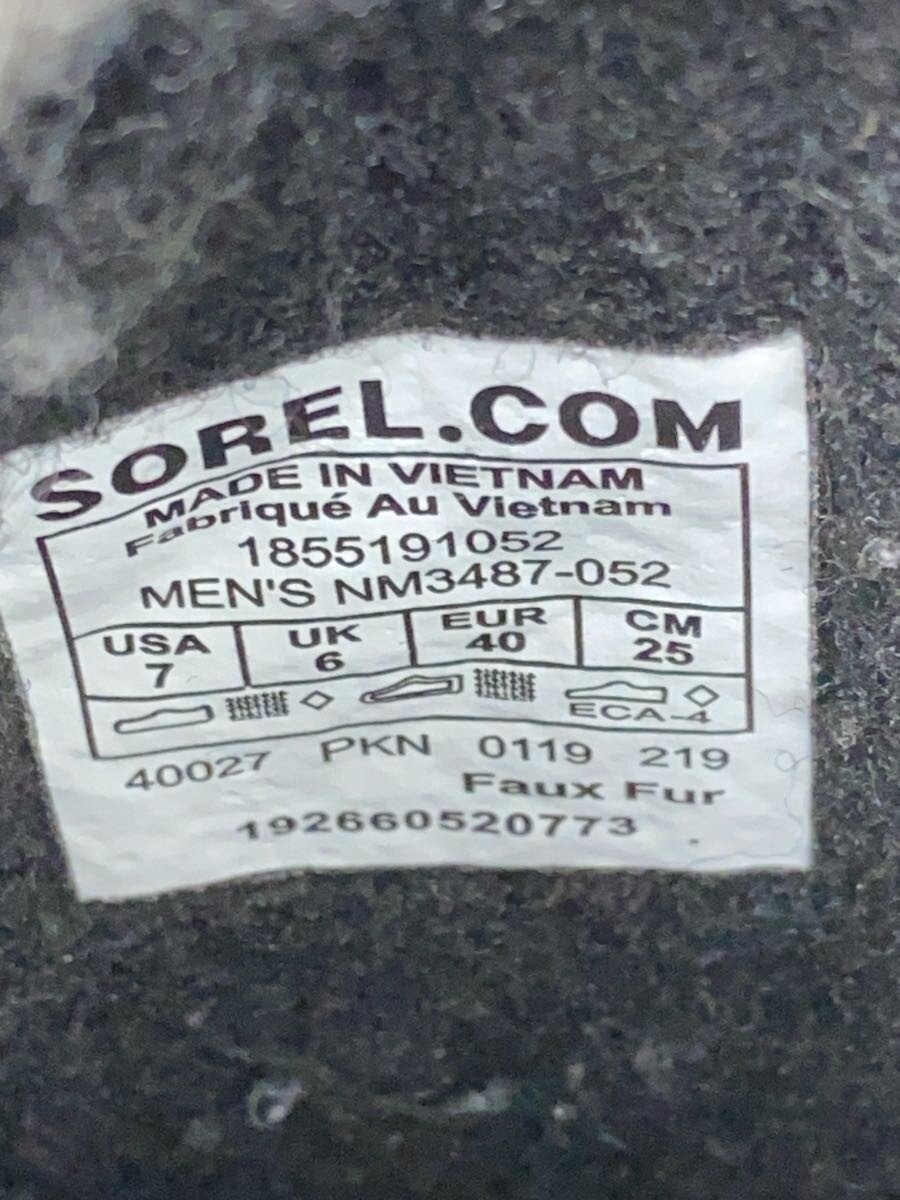 SOREL.COM
MADE IN VIETNAM
Fabriqué Au Vietnam
1855191052
MEN'S NM3487-052
USA UK EUR CM
7 6 40 25
ECA-4
40027 PKN 0119 219
Faux Fur
192660520773